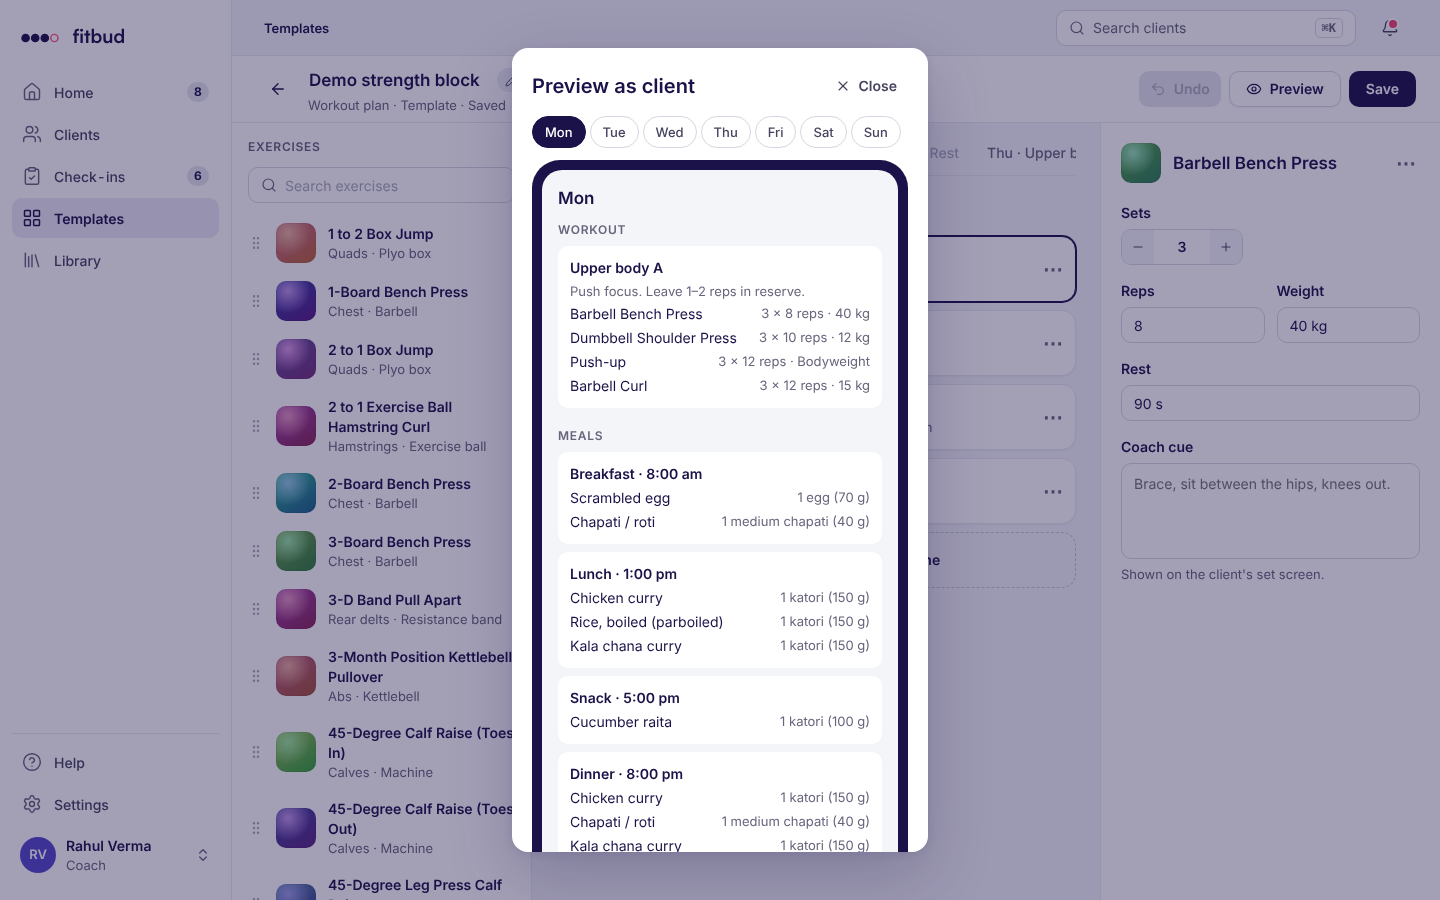 fitbud
Home 8
Clients
Check-ins 6
Templates
Library
Help
Settings
RV
Rahul Verma
Coach
Templates
Search clients ⌘K
Demo strength block
Workout plan · Template · Saved
Undo
Preview
Save
EXERCISES
Search exercises
1 to 2 Box Jump
Quads · Plyo box
1-Board Bench Press
Chest · Barbell
2 to 1 Box Jump
Quads · Plyo box
2 to 1 Exercise Ball
Hamstring Curl
Hamstrings · Exercise ball
2-Board Bench Press
Chest · Barbell
3-Board Bench Press
Chest · Barbell
3-D Band Pull Apart
Rear delts · Resistance band
3-Month Position Kettlebell
Pullover
Abs · Kettlebell
45-Degree Calf Raise (Toes
In)
Calves · Machine
45-Degree Calf Raise (Toes
Out)
Calves · Machine
45-Degree Leg Press Calf
Preview as client
Close
Mon Tue Wed Thu Fri Sat Sun
Mon
WORKOUT
Upper body A
Push focus. Leave 1–2 reps in reserve.
Barbell Bench Press 3 × 8 reps · 40 kg
Dumbbell Shoulder Press 3 × 10 reps · 12 kg
Push-up 3 × 12 reps · Bodyweight
Barbell Curl 3 × 12 reps · 15 kg
MEALS
Breakfast · 8:00 am
Scrambled egg 1 egg (70 g)
Chapati / roti 1 medium chapati (40 g)
Lunch · 1:00 pm
Chicken curry 1 katori (150 g)
Rice, boiled (parboiled) 1 katori (150 g)
Kala chana curry 1 katori (150 g)
Snack · 5:00 pm
Cucumber raita 1 katori (100 g)
Dinner · 8:00 pm
Chicken curry 1 katori (150 g)
Chapati / roti 1 medium chapati (40 g)
Kala chana curry 1 katori (150 g)
Rest Thu · Upper b
Barbell Bench Press
Sets
3
Reps Weight
8 40 kg
Rest
90 s
Coach cue
Brace, sit between the hips, knees out.
Shown on the client's set screen.